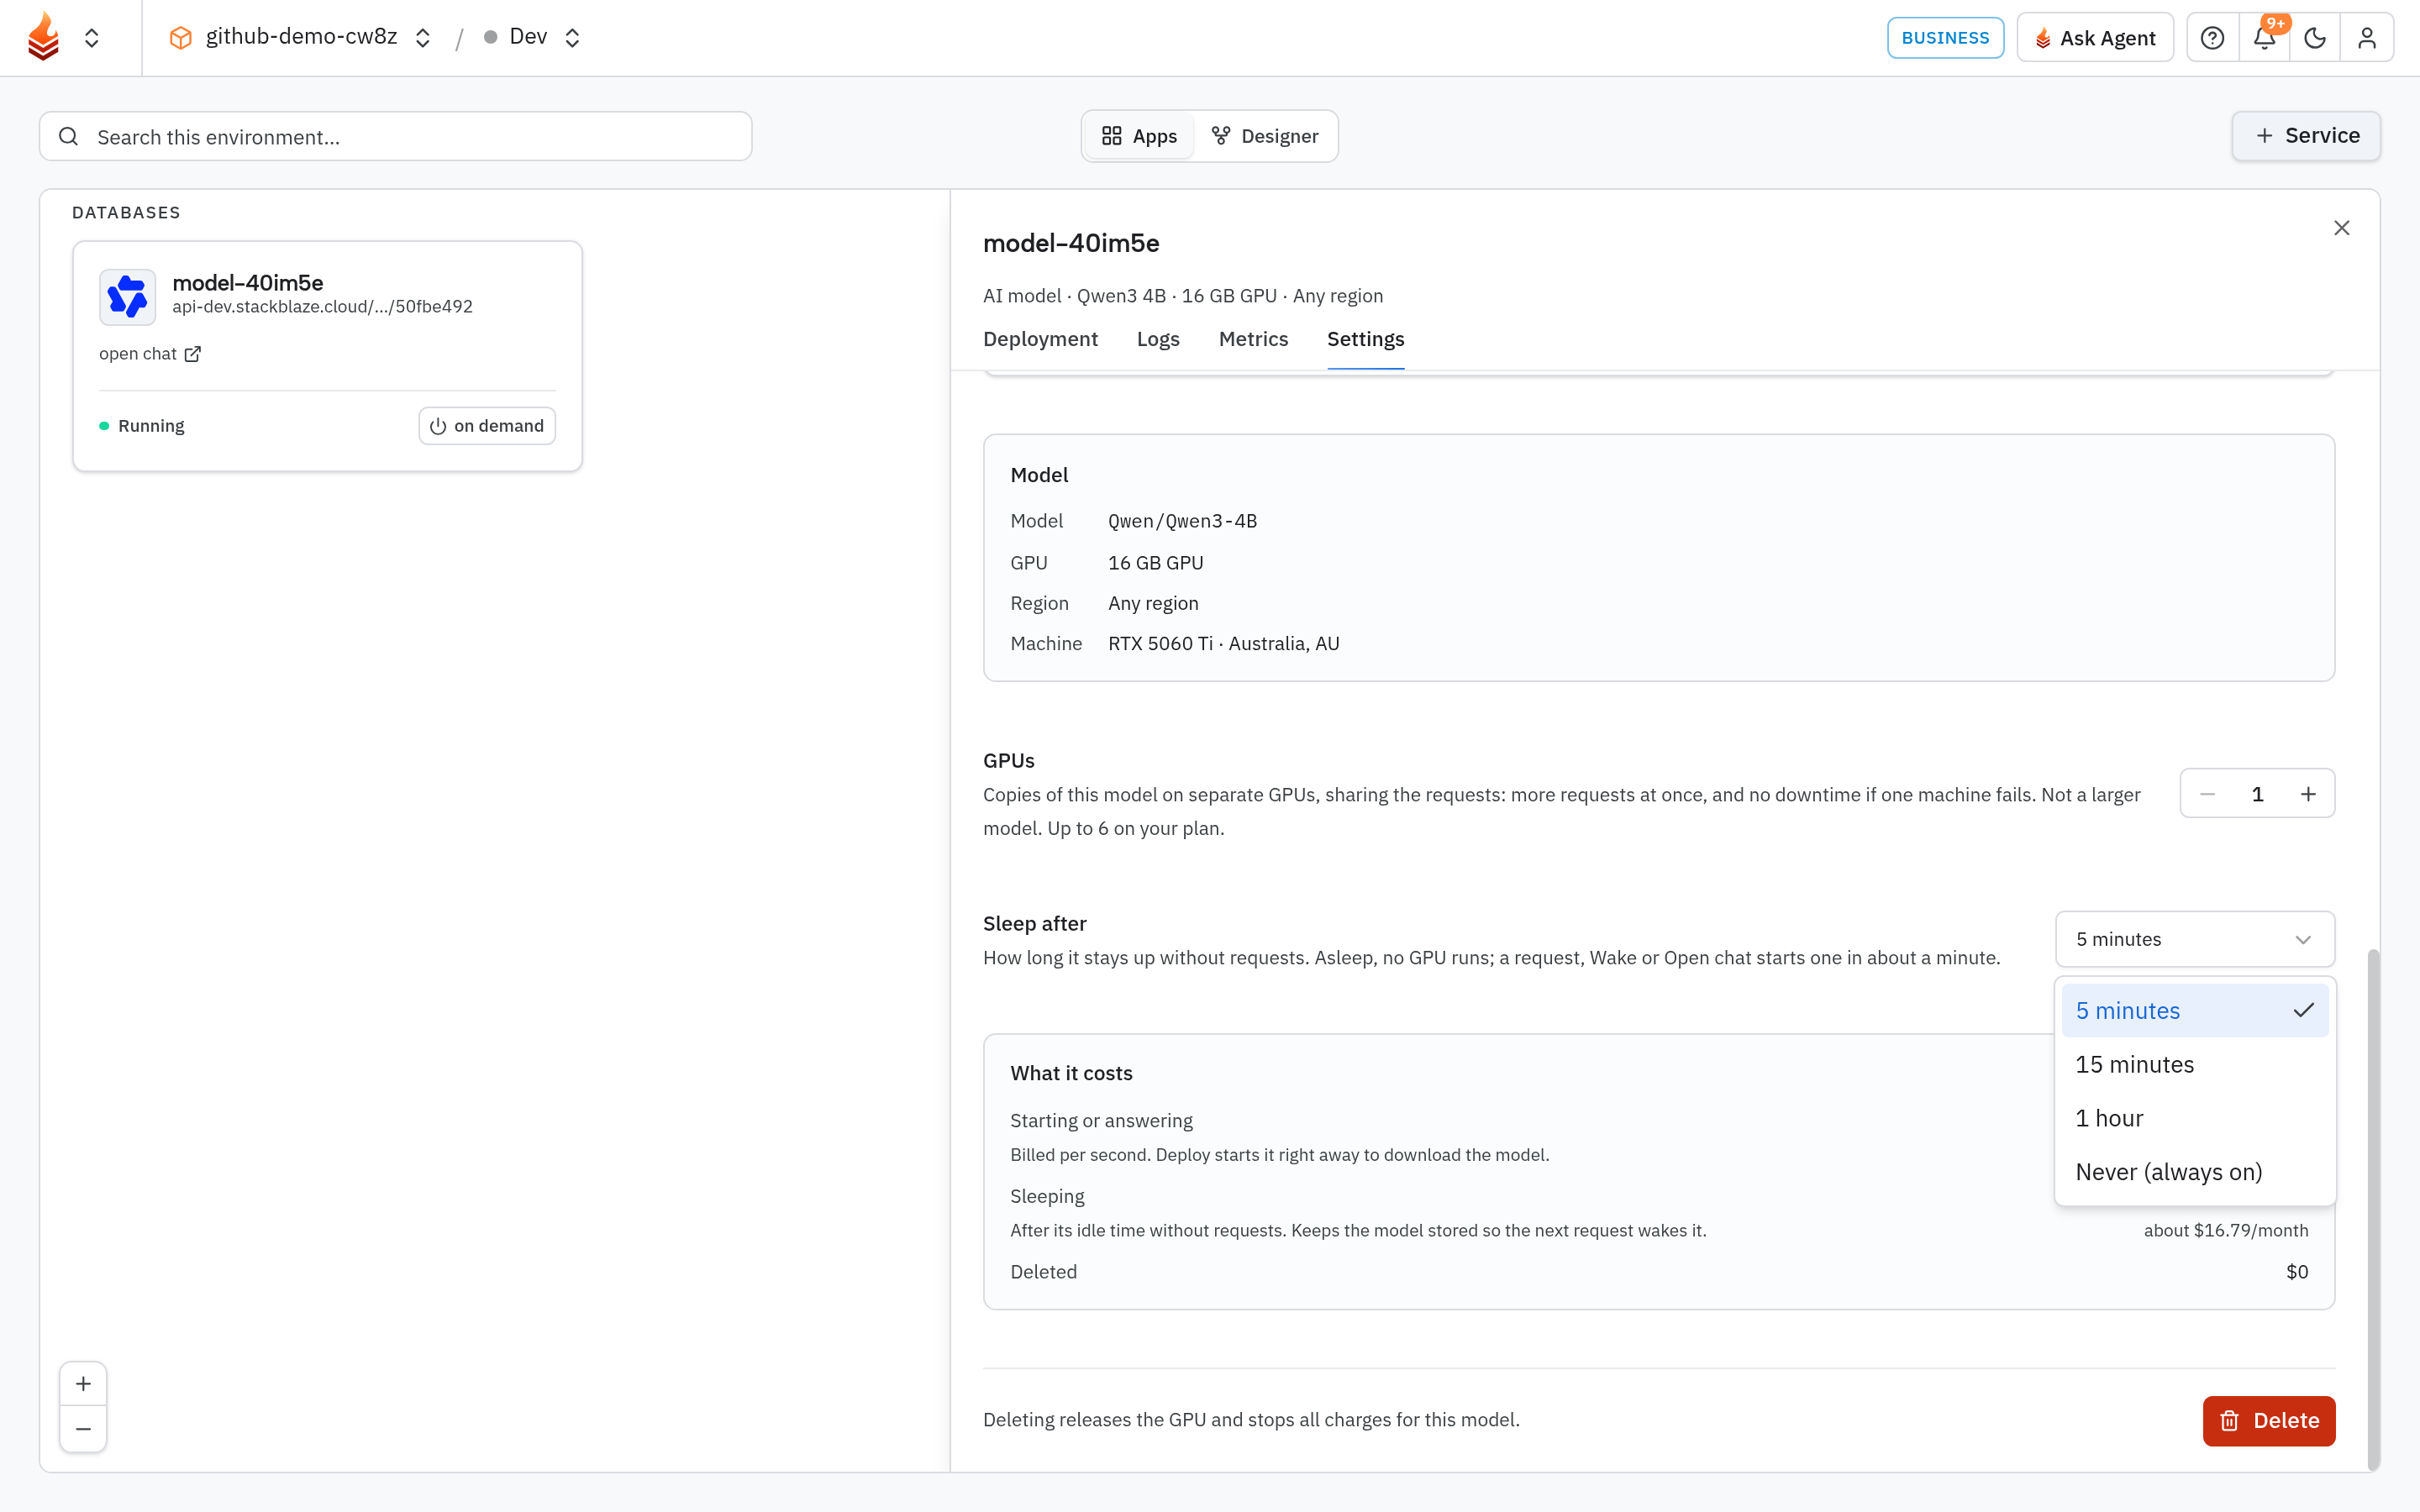 github-demo-cw8z / Dev
BUSINESS
Ask Agent
9+
Search this environment...
Apps
Designer
+ Service
DATABASES
model-40im5e
api-dev.stackblaze.cloud/.../50fbe492
open chat
Running
on demand
model-40im5e
AI model · Qwen3 4B · 16 GB GPU · Any region
Deployment Logs Metrics Settings
Model
Model Qwen/Qwen3-4B
GPU 16 GB GPU
Region Any region
Machine RTX 5060 Ti · Australia, AU
GPUs
Copies of this model on separate GPUs, sharing the requests: more requests at once, and no downtime if one machine fails. Not a larger
model. Up to 6 on your plan.
1
Sleep after
How long it stays up without requests. Asleep, no GPU runs; a request, Wake or Open chat starts one in about a minute.
5 minutes
5 minutes
15 minutes
1 hour
Never (always on)
What it costs
Starting or answering
Billed per second. Deploy starts it right away to download the model.
Sleeping
After its idle time without requests. Keeps the model stored so the next request wakes it.
about $16.79/month
Deleted
$0
Deleting releases the GPU and stops all charges for this model.
Delete